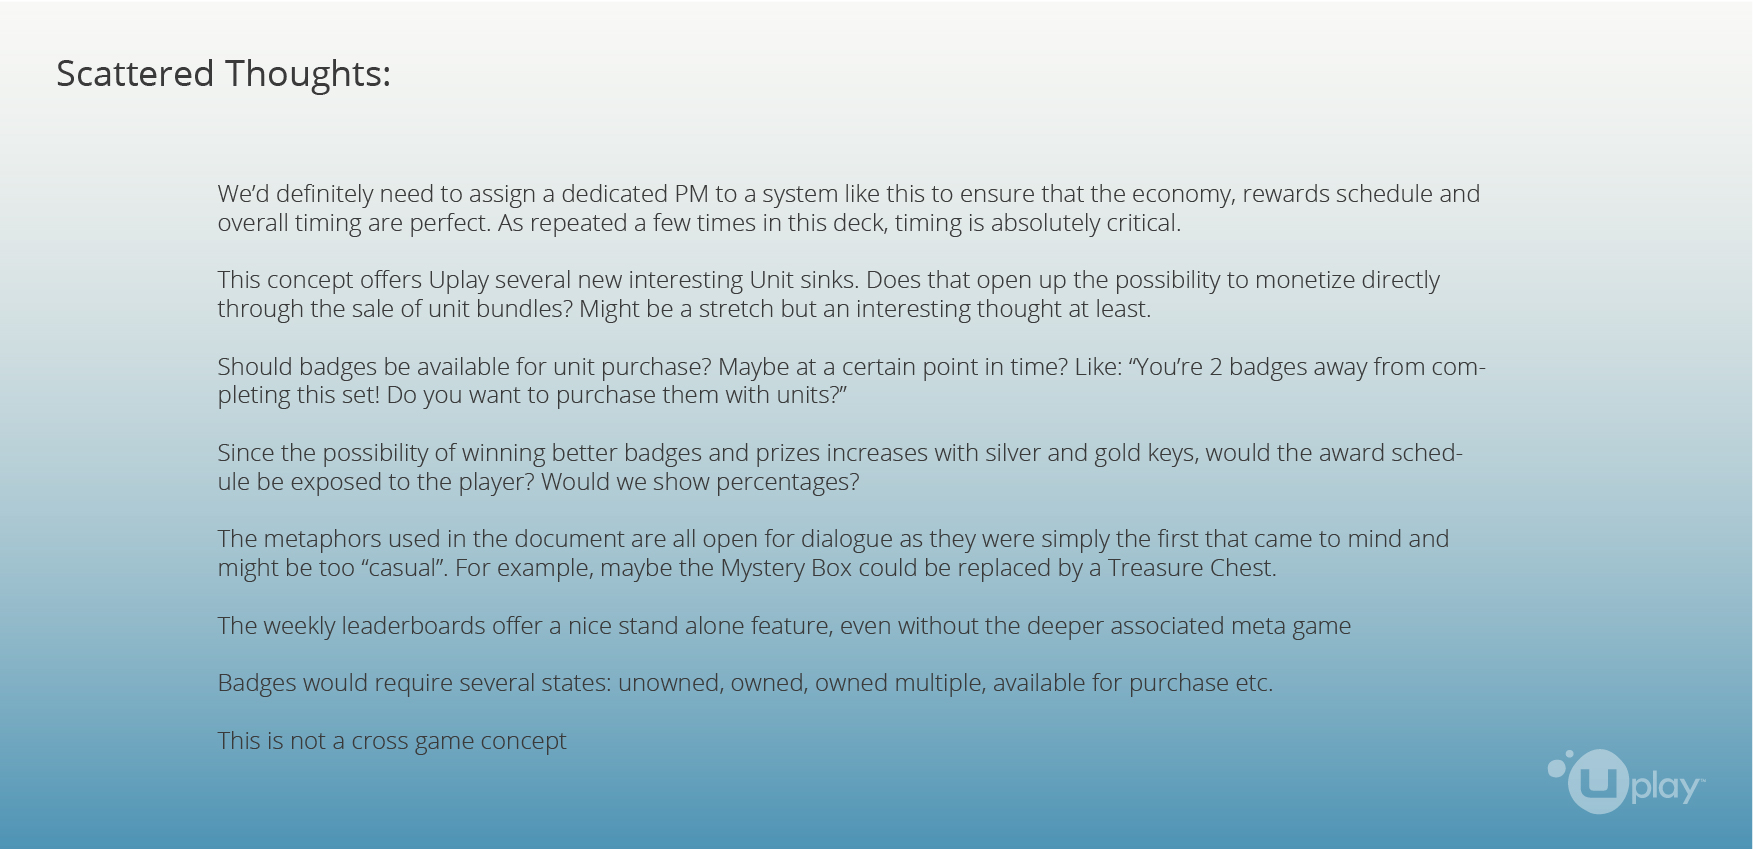 Scattered Thoughts:
We’d definitely need to assign a dedicated PM to a system like this to ensure that the economy, rewards schedule and
overall timing are perfect. As repeated a few times in this deck, timing is absolutely critical.
This concept offers Uplay several new interesting Unit sinks. Does that open up the possibility to monetize directly
through the sale of unit bundles? Might be a stretch but an interesting thought at least.
Should badges be available for unit purchase? Maybe at a certain point in time? Like: “You’re 2 badges away from com-
pleting this set! Do you want to purchase them with units?”
Since the possibility of winning better badges and prizes increases with silver and gold keys, would the award sched-
ule be exposed to the player? Would we show percentages?
The metaphors used in the document are all open for dialogue as they were simply the first that came to mind and
might be too “casual”. For example, maybe the Mystery Box could be replaced by a Treasure Chest.
The weekly leaderboards offer a nice stand alone feature, even without the deeper associated meta game
Badges would require several states: unowned, owned, owned multiple, available for purchase etc.
This is not a cross game concept
Uplay™